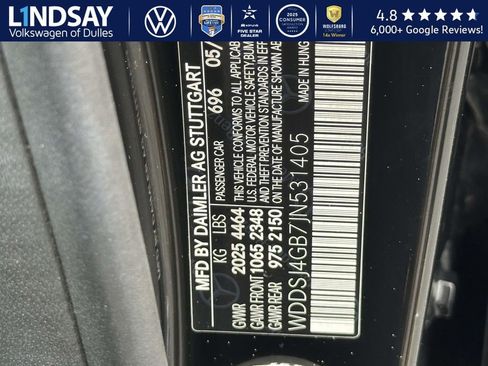 LINDSAY
Volkswagen of Dulles
FIVE STAR DEALER
2025
CONSUMER
WOLFSBURG
14x Winner
4.8
6,000+ Google Reviews!
MFD BY DAIMLER AG STUTTGART
PASSENGER CAR 696 05/
KG LBS THIS VEHICLE CONFORMS TO ALL APPLICAB
GVWR 2025 4464 U.S. FEDERAL MOTOR VEHICLE SAFETY, BUM
GAWR FRONT 1065 2348 AND THEFT PREVENTION STANDARDS IN EFF
GAWR REAR 975 2150 ON THE DATE OF MANUFACTURE SHOWN AB
MADE IN HUNG
WDDSJ4GB7JN531405